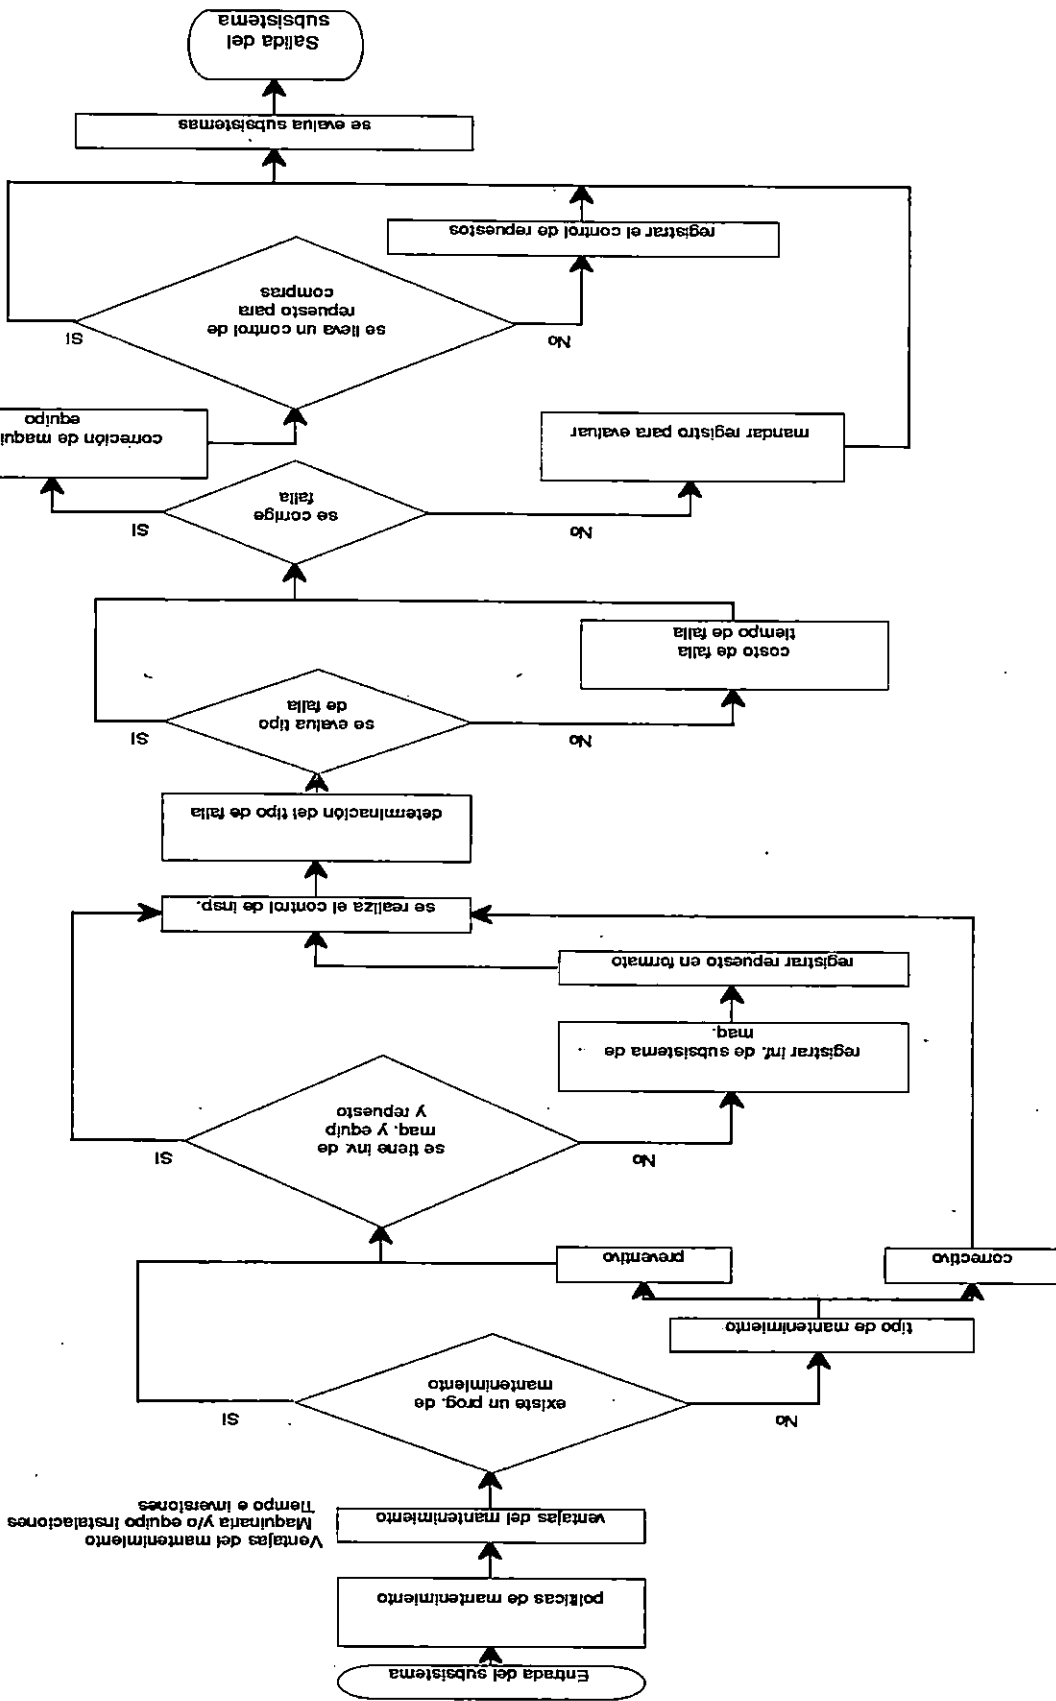 Entrada del subsistema
políticas de mantenimiento
ventajas del mantenimiento
Ventajas del mantenimiento
Maquinaria y/o equipo Instalaciones
Tiempo e inversiones
existe un prog. de
mantenimiento
No
SI
tipo de mantenimiento
preventivo
correctivo
se tiene inv. de
maq. y equip
y repuesto
No
SI
registrar inf. de subsistema de
maq.
registrar repuesto en formato
se realiza el control de insp.
determinación del tipo de falla
se evalua tipo
de falla
No
SI
costo de falla
tiempo de falla
se corrige
falla
No
SI
mandar registro para evaluar
correción de maqui
equipo
se lleva un control de
repuesto para
compras
No
SI
registrar el control de repuestos
se evalua subsistemas
Salida del
subsistema